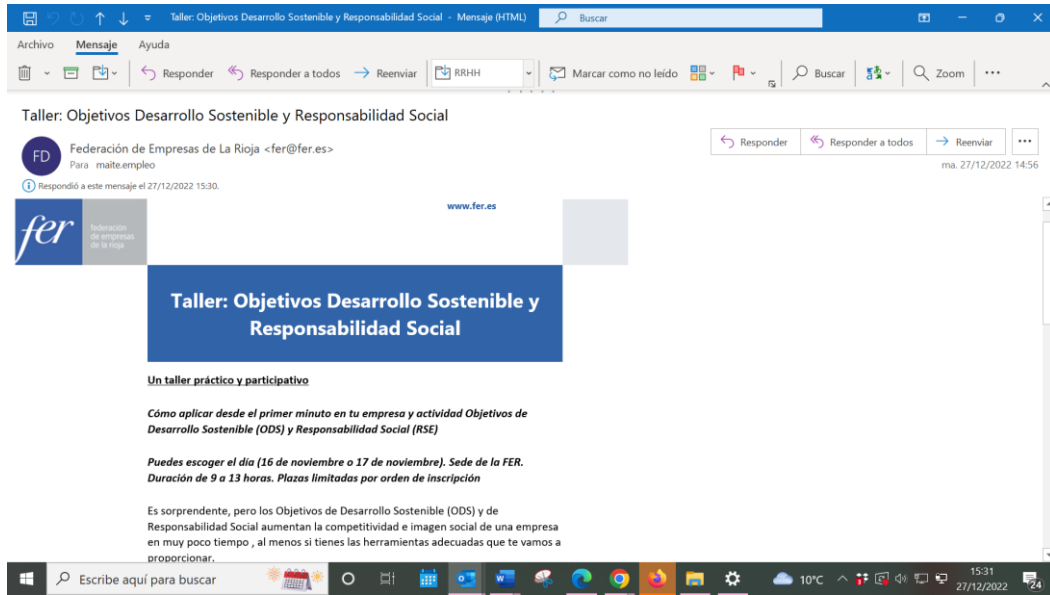 Taller: Objetivos Desarrollo Sostenible y Responsabilidad Social - Mensaje (HTML)
Buscar
Archivo Mensaje Ayuda
Responder Responder a todos Reenviar RRHH Marcar como no leído Buscar Zoom
Taller: Objetivos Desarrollo Sostenible y Responsabilidad Social
FD
Federación de Empresas de La Rioja <fer@fer.es>
Para maite.empleo
Responder Responder a todos Reenviar
ma. 27/12/2022 14:56
Respondió a este mensaje el 27/12/2022 15:30.
www.fer.es
fer
federación
de empresas
de la rioja
Taller: Objetivos Desarrollo Sostenible y
Responsabilidad Social
Un taller práctico y participativo
Cómo aplicar desde el primer minuto en tu empresa y actividad Objetivos de
Desarrollo Sostenible (ODS) y Responsabilidad Social (RSE)
Puedes escoger el día (16 de noviembre o 17 de noviembre). Sede de la FER.
Duración de 9 a 13 horas. Plazas limitadas por orden de inscripción
Es sorprendente, pero los Objetivos de Desarrollo Sostenible (ODS) y de
Responsabilidad Social aumentan la competitividad e imagen social de una empresa
en muy poco tiempo , al menos si tienes las herramientas adecuadas que te vamos a
proporcionar.
Escribe aquí para buscar
10°C
15:31
27/12/2022
24